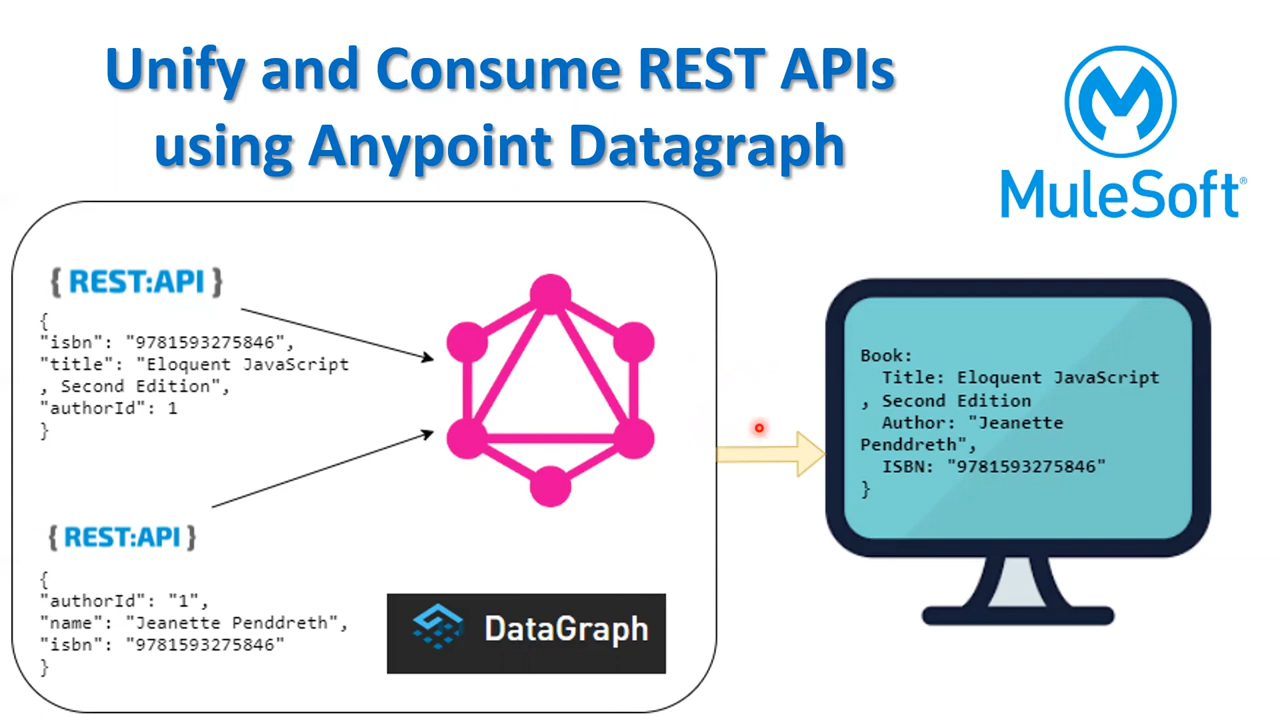 Unify and Consume REST APIs
using Anypoint Datagraph
MuleSoft®
{ REST:API }
{
"isbn": "9781593275846",
"title": "Eloquent JavaScript
, Second Edition",
"authorId": 1
}
{ REST:API }
{
"authorId": "1",
"name": "Jeanette Penddreth",
"isbn": "9781593275846"
}
DataGraph
Book:
Title: Eloquent JavaScript
, Second Edition
Author: "Jeanette
Penddreth",
ISBN: "9781593275846"
}